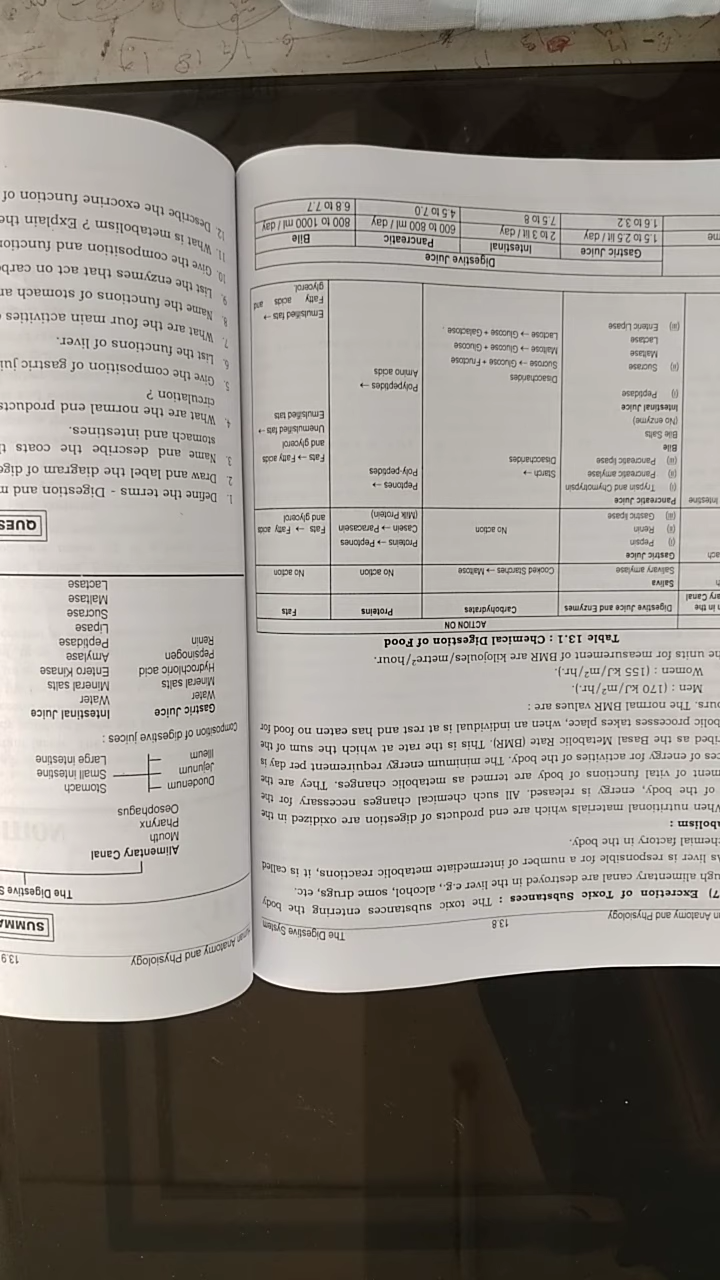 an Anatomy and Physiology 13.8 The Digestive System
7) Excretion of Toxic Substances : The toxic substances entering the body
ugh alimentary canal are destroyed in the liver e.g., alcohol, some drugs, etc.
As liver is responsible for a number of intermediate metabolic reactions, it is called
chemial factory in the body.
abolism :
When nutritional materials which are end products of digestion are oxidized in the
of the body, energy is released. All such chemical changes necessary for the
ment of vital functions of body are termed as metabolic changes. They are the
ces of energy for activities of the body. The minimum energy requirement per day is
ribed as the Basal Metabolic Rate (BMR). This is the rate at which the sum of the
bolic processes takes place, when an individual is at rest and has eaten no food for
ours. The normal BMR values are :
Men : (170 kJ/m²/hr.).
Women : (155 kJ/m²/hr.).
he units for measurement of BMR are kilojoules/metre²/hour.
Table 13.1 : Chemical Digestion of Food
ACTION ON
n in the
ary Canal Digestive Juice and Enzymes Carbohydrates Proteins Fats
h Saliva
Salivary amylase Cooked Starches → Maltose No action No action
ach Gastric Juice
(i) Pepsin Proteins → Peptones
(ii) Renin No action Casein → Paracasein Fats → Fatty acids
(iii) Gastric lipase (Milk Protein) and glycerol
Intestine Pancreatic Juice
(i) Trypsin and Chymotrypsin Peptones →
(ii) Pancreatic amylase Starch → Poly-peptides
(iii) Pancreatic lipase Disaccharides Fats → Fatty acids
Bile and glycerol
Bile Salts Unemulsified fats →
(No enzyme) Emulsified fats
Intestinal Juice
(i) Peptidase Polypeptides →
Disaccharides Amino acids
(ii) Sucrase Sucrose → Glucose + Fructose
Maltase Maltose → Glucose + Glucose
Lactase Lactose → Glucose + Galactose
(iii) Enteric Lipase Emulsified fats →
Fatty acids and
glycerol
Digestive Juice
Gastric Juice Intestinal Pancreatic Bile
me 1.5 to 2.5 lit / day 2 to 3 lit / day 600 to 800 ml / day 800 to 1000 ml / day
1.6 to 3.2 7.5 to 8 4.5 to 7.0 6.8 to 7.7
Human Anatomy and Physiology 13.9
SUMMA
The Digestive S
Alimentary Canal
Mouth
Pharynx
Oesophagus
Duodenum Stomach
Jejunum Small intestine
Ileum Large intestine
Composition of digestive juices :
Gastric Juice Intestinal Juice
Water Water
Mineral salts Mineral salts
Hydrochloric acid Entero Kinase
Pepsinogen Amylase
Renin Peptidase
Lipase
Sucrase
Maltase
Lactase
QUES
1. Define the terms - Digestion and m
2. Draw and label the diagram of dige
3. Name and describe the coats t
stomach and intestines.
4. What are the normal end products
circulation ?
5. Give the composition of gastric jui
6. List the functions of liver.
7. What are the four main activities
8. Name the functions of stomach an
9. List the enzymes that act on carbo
10. Give the composition and function
11. What is metabolism ? Explain the
12. Describe the exocrine function of